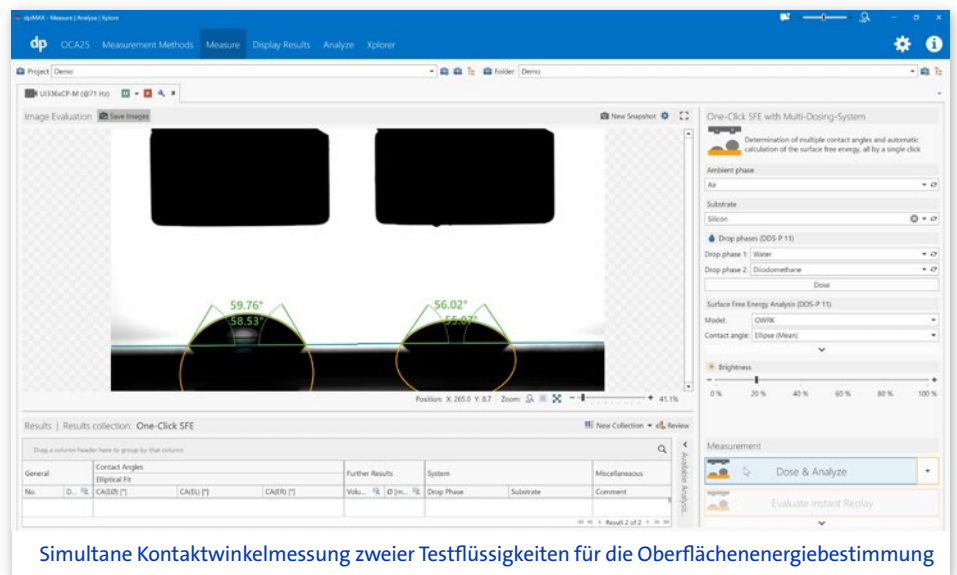 dpiMAX - Measure | Analyse | Xplore
dp OCA25 Measurement Methods Measure Display Results Analyze Xplorer
Project Demo Folder Demo
(@71 Hz)
Image Evaluation Save Images New Snapshot
59.76°
58.53°
56.02°
55.07°
Position: X: 265.0 Y: 8.7 Zoom: 41.1%
One-Click SFE with Multi-Dosing-System
Determination of multiple contact angles and automatic
calculation of the surface free energy, all by a single click
Ambient phase
Air
Substrate
Silicon
Drop phases (DDS-P 11)
Drop phase 1: Water
Drop phase 2: Diiodomethane
Dose
Surface Free Energy Analysis (DDS-P 11)
Model: OWRK
Contact angle: Ellipse (Mean)
Brightness
- +
0 % 20 % 40 % 60 % 80 % 100 %
Results | Results collection: One-Click SFE New Collection Review
Drag a column header here to group by that column
General Contact Angles Further Results System Miscellaneaous
Elliptical Fit
No. D... CA(EØ) [°] CA(EL) [°] CA(ER) [°] Volu... Ø [m... Drop Phase Substrate Comment
Result 2 of 2
Available Analysis.
Measurement
Dose & Analyze
Evaluate Instant Replay
Simultane Kontaktwinkelmessung zweier Testflüssigkeiten für die Oberflächenenergiebestimmung